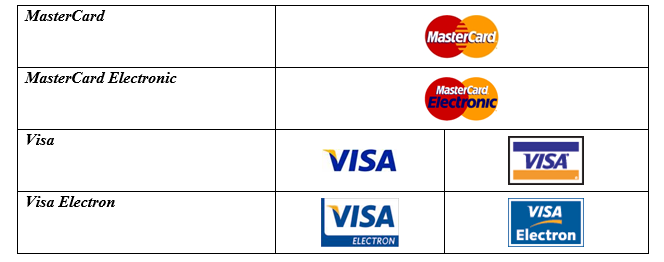 MasterCard
MasterCard
MasterCard Electronic
MasterCard
Electronic
Visa
VISA
VISA
Visa Electron
VISA
ELECTRON
VISA
Electron